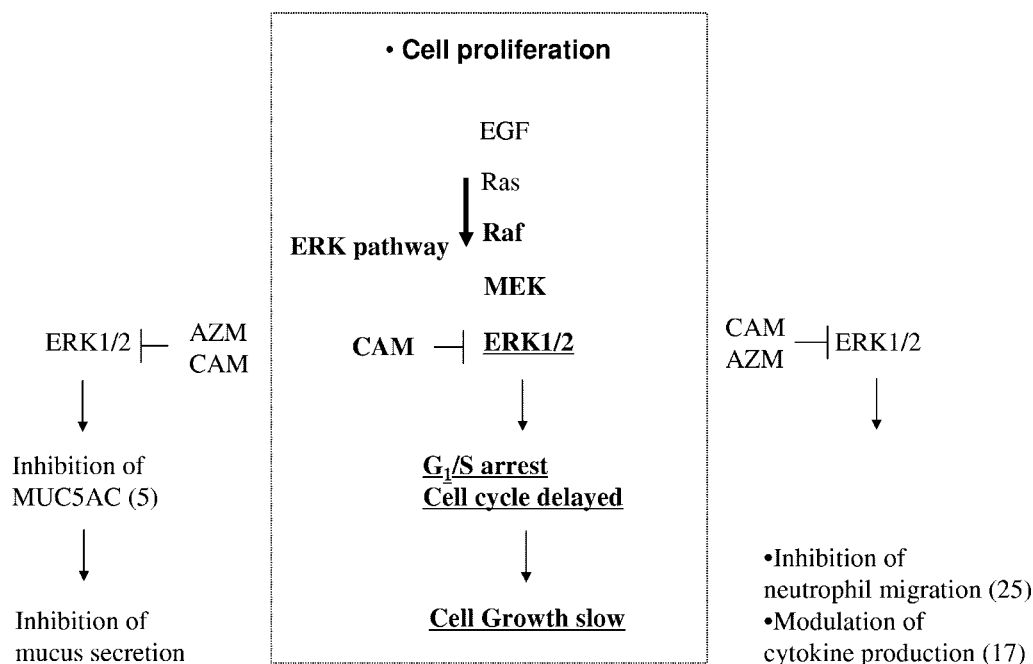 • Cell proliferation
EGF
Ras
Raf
ERK pathway
MEK
ERK1/2
AZM
CAM
CAM
ERK1/2
CAM
AZM
ERK1/2
Inhibition of
MUC5AC (5)
G1/S arrest
Cell cycle delayed
Inhibition of
mucus secretion
Cell Growth slow
•Inhibition of
neutrophil migration (25)
•Modulation of
cytokine production (17)